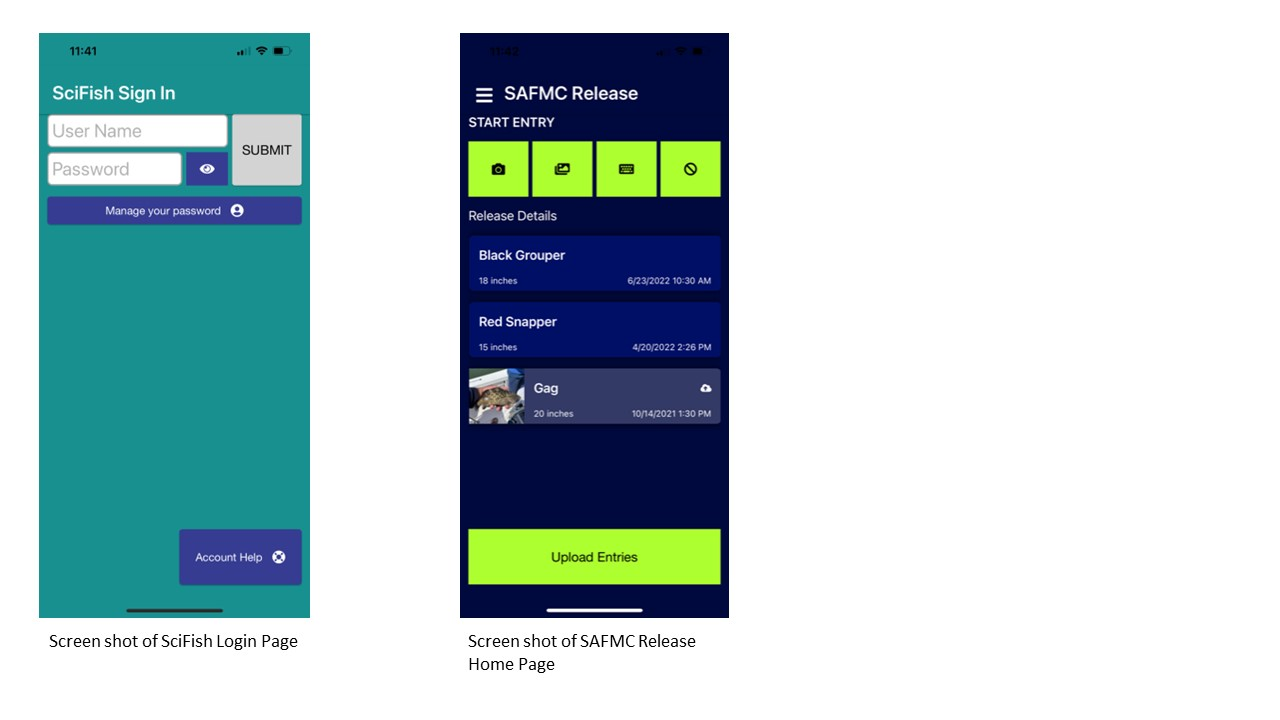 11:41
SciFish Sign In
User Name
SUBMIT
Password
Manage your password
Account Help
Screen shot of SciFish Login Page
11:42
SAFMC Release
START ENTRY
Release Details
Black Grouper
18 inches 6/23/2022 10:30 AM
Red Snapper
15 inches 4/20/2022 2:26 PM
Gag
20 inches 10/14/2021 1:30 PM
Upload Entries
Screen shot of SAFMC Release
Home Page